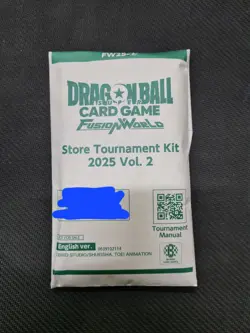 DRAGON BALL
CARD GAME
FUSION WORLD
Store Tournament Kit
2025 Vol. 2
Tournament
Manual
English ver.